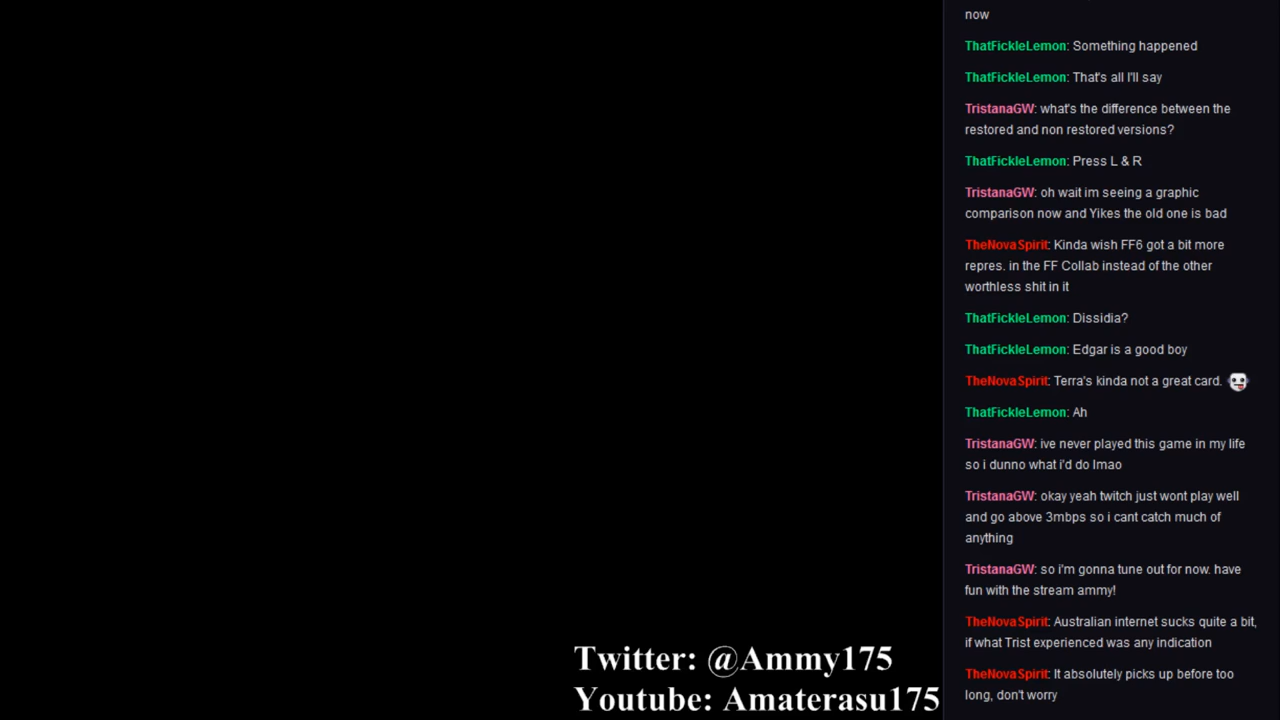 now
ThatFickleLemon: Something happened
ThatFickleLemon: That's all I'll say
TristanaGW: what's the difference between the
restored and non restored versions?
ThatFickleLemon: Press L & R
TristanaGW: oh wait im seeing a graphic
comparison now and Yikes the old one is bad
TheNovaSpirit: Kinda wish FF6 got a bit more
repres. in the FF Collab instead of the other
worthless shit in it
ThatFickleLemon: Dissidia?
ThatFickleLemon: Edgar is a good boy
TheNovaSpirit: Terra's kinda not a great card.
ThatFickleLemon: Ah
TristanaGW: ive never played this game in my life
so i dunno what i'd do lmao
TristanaGW: okay yeah twitch just wont play well
and go above 3mbps so i cant catch much of
anything
TristanaGW: so i'm gonna tune out for now. have
fun with the stream ammy!
TheNovaSpirit: Australian internet sucks quite a bit,
if what Trist experienced was any indication
TheNovaSpirit: It absolutely picks up before too
long, don't worry
Twitter: @Ammy175
Youtube: Amaterasu175